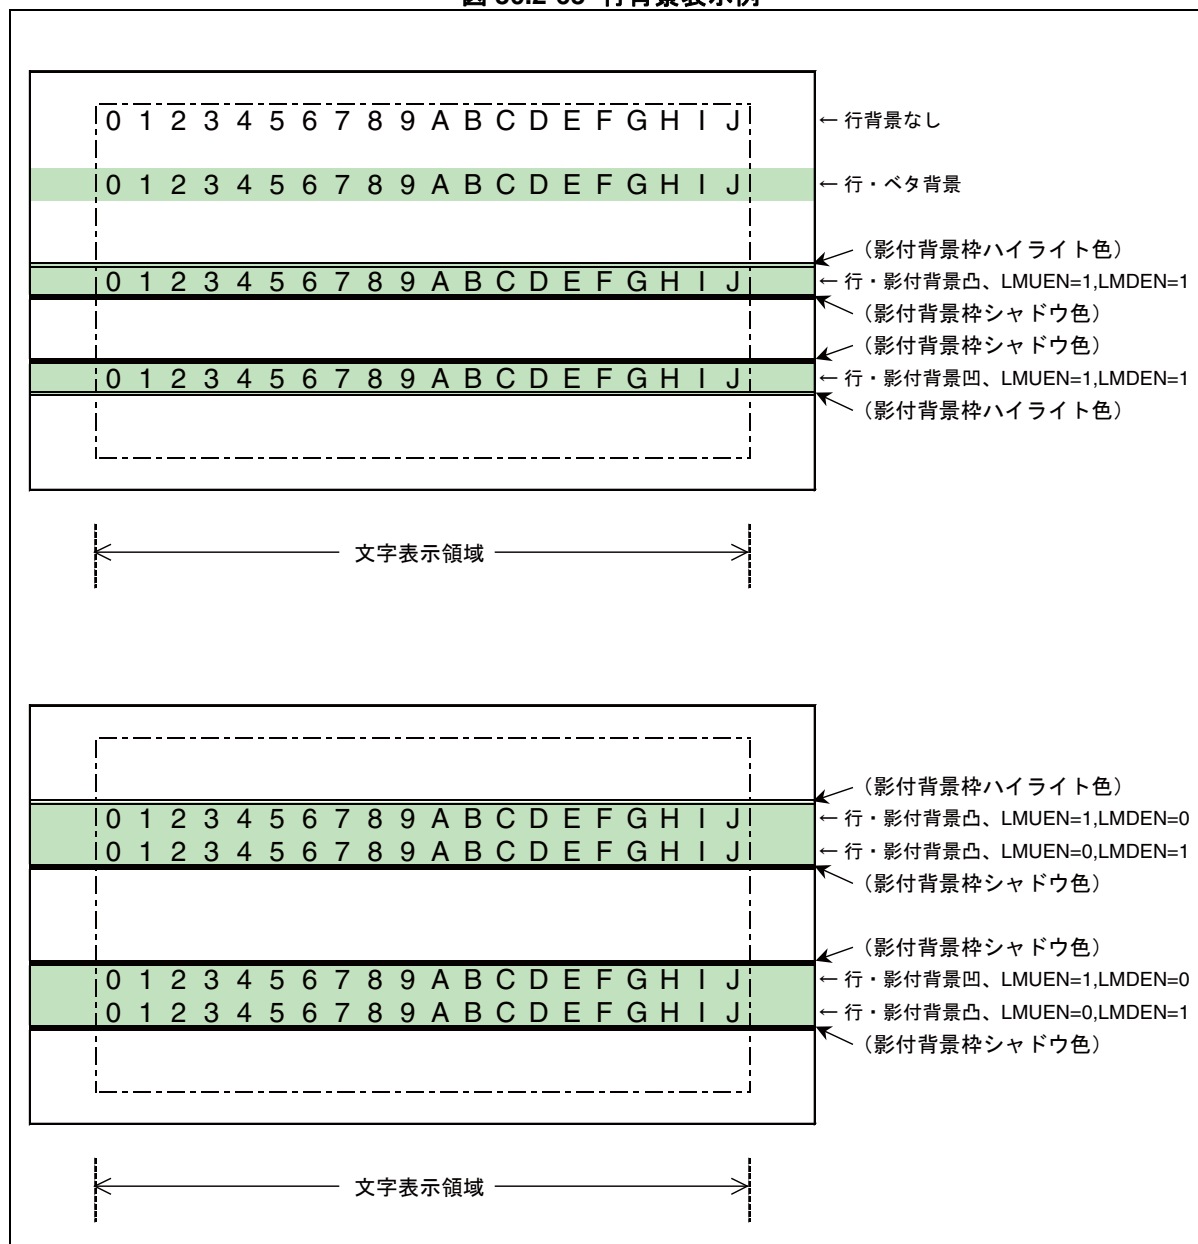 行背景表示例
0 1 2 3 4 5 6 7 8 9 A B C D E F G H I J ← 行背景なし
0 1 2 3 4 5 6 7 8 9 A B C D E F G H I J ← 行・ベタ背景
（影付背景枠ハイライト色）
0 1 2 3 4 5 6 7 8 9 A B C D E F G H I J ← 行・影付背景凸、LMUEN=1,LMDEN=1
（影付背景枠シャドウ色）
（影付背景枠シャドウ色）
0 1 2 3 4 5 6 7 8 9 A B C D E F G H I J ← 行・影付背景凹、LMUEN=1,LMDEN=1
（影付背景枠ハイライト色）
文字表示領域
（影付背景枠ハイライト色）
0 1 2 3 4 5 6 7 8 9 A B C D E F G H I J ← 行・影付背景凸、LMUEN=1,LMDEN=0
0 1 2 3 4 5 6 7 8 9 A B C D E F G H I J ← 行・影付背景凸、LMUEN=0,LMDEN=1
（影付背景枠シャドウ色）
（影付背景枠シャドウ色）
0 1 2 3 4 5 6 7 8 9 A B C D E F G H I J ← 行・影付背景凹、LMUEN=1,LMDEN=0
0 1 2 3 4 5 6 7 8 9 A B C D E F G H I J ← 行・影付背景凸、LMUEN=0,LMDEN=1
（影付背景枠シャドウ色）
文字表示領域